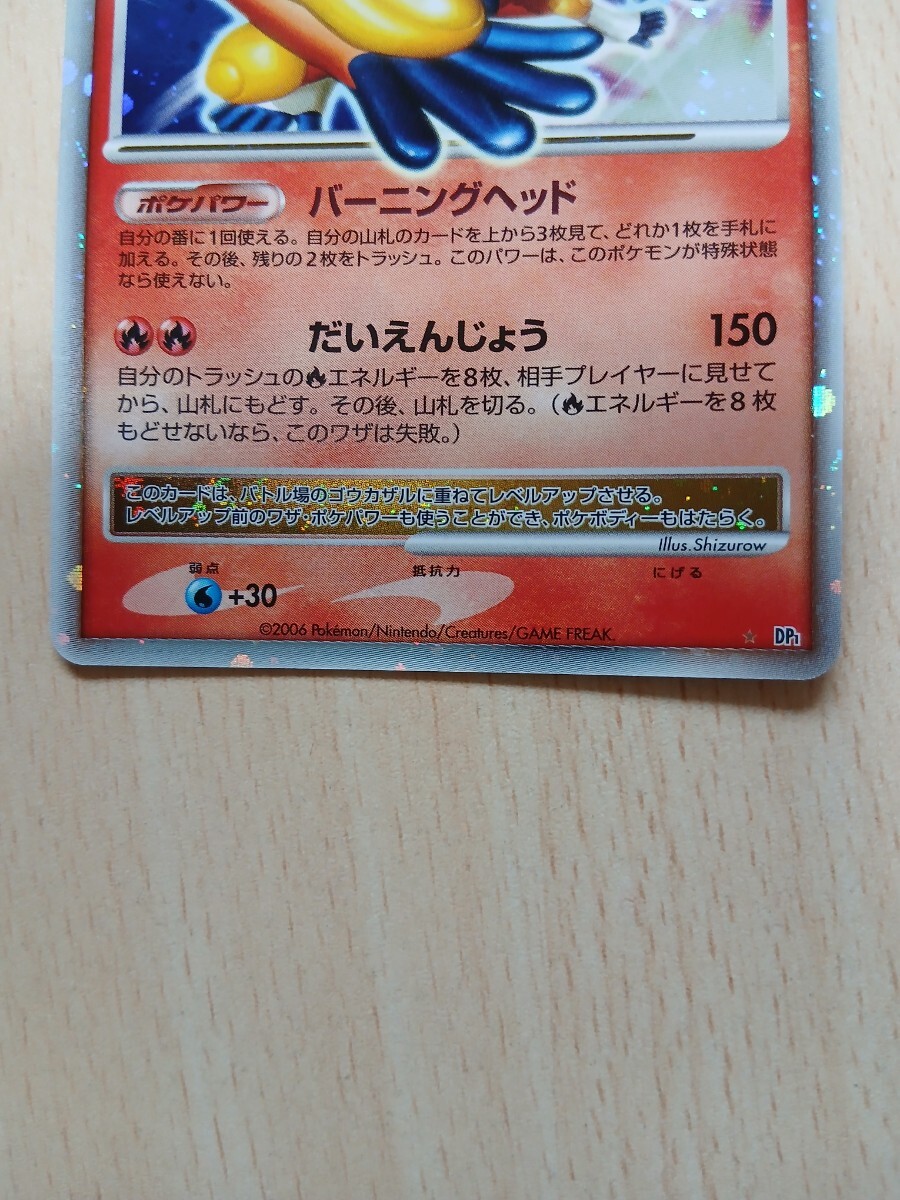 ポケパワー バーニングヘッド
自分の番に1回使える。自分の山札のカードを上から3枚見て、どれか1枚を手札に
加える。その後、残りの2枚をトラッシュ。このパワーは、このポケモンが特殊状態
なら使えない。
だいえんじょう 150
自分のトラッシュのエネルギーを8枚、相手プレイヤーに見せて
から、山札にもどす。その後、山札を切る。(エネルギーを8枚
もどせないなら、このワザは失敗。)
このカードは、バトル場のゴウカザルに重ねてレベルアップさせる。
レベルアップ前のワザ・ポケパワーも使うことができ、ポケボディーもはたらく。
Illus. Shizurow
弱点 抵抗力 にげる
+30
©2006 Pokémon/Nintendo/Creatures/GAME FREAK.
☆ DP1